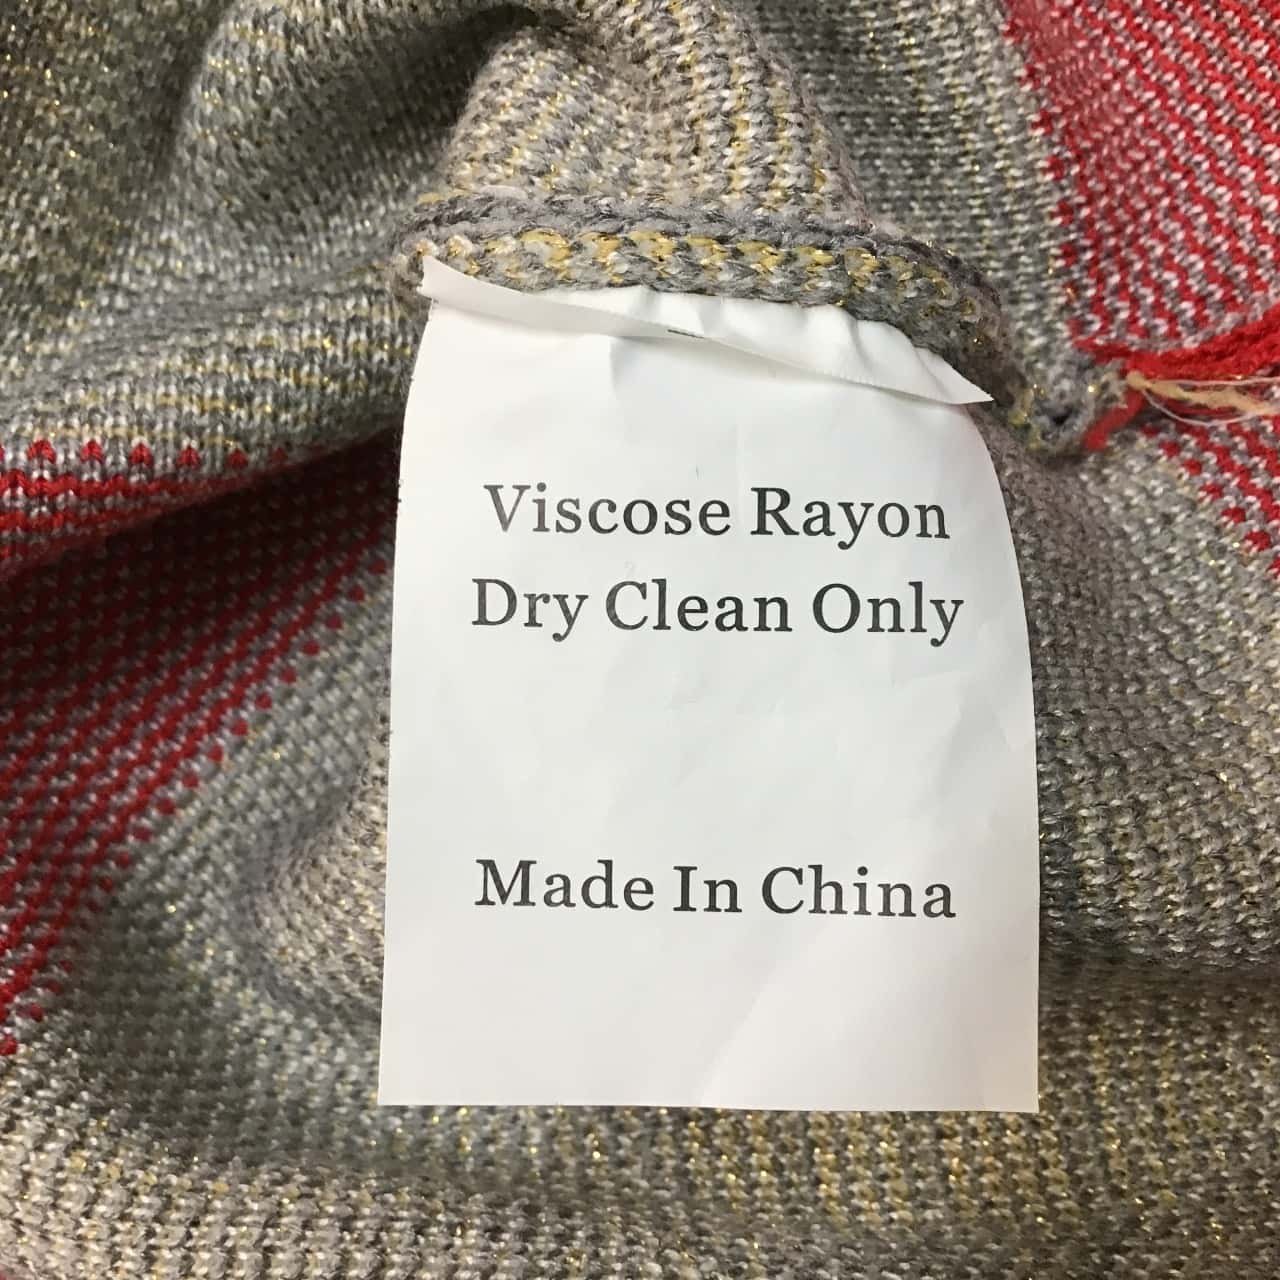 Viscose Rayon
Dry Clean Only
Made In China